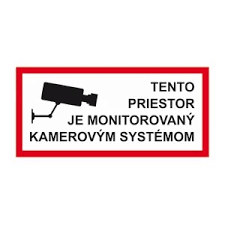 TENTO
PRIESTOR
JE MONITOROVANÝ
KAMEROVÝM SYSTÉMOM